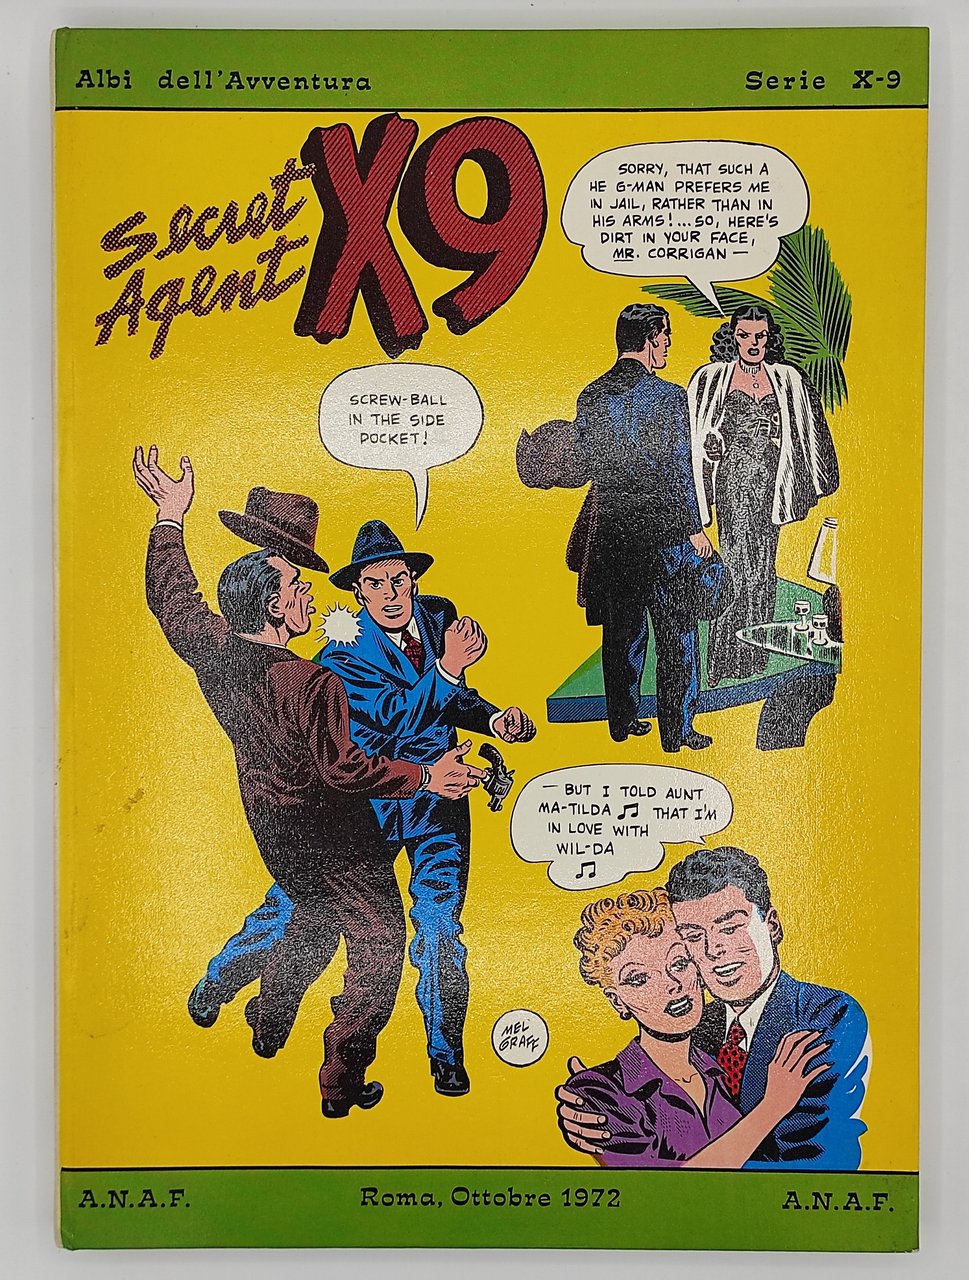 Albi dell'Avventura
Serie X-9
Secret
Agent
X9
SORRY, THAT SUCH A
HE G-MAN PREFERS ME
IN JAIL, RATHER THAN IN
HIS ARMS!...SO, HERE'S
DIRT IN YOUR FACE,
MR. CORRIGAN —
SCREW-BALL
IN THE SIDE
POCKET!
— BUT I TOLD AUNT
MA-TILDA ♫ THAT I'M
IN LOVE WITH
WIL-DA
♫
MEL
GRAFF
A.N.A.F.
Roma, Ottobre 1972
A.N.A.F.